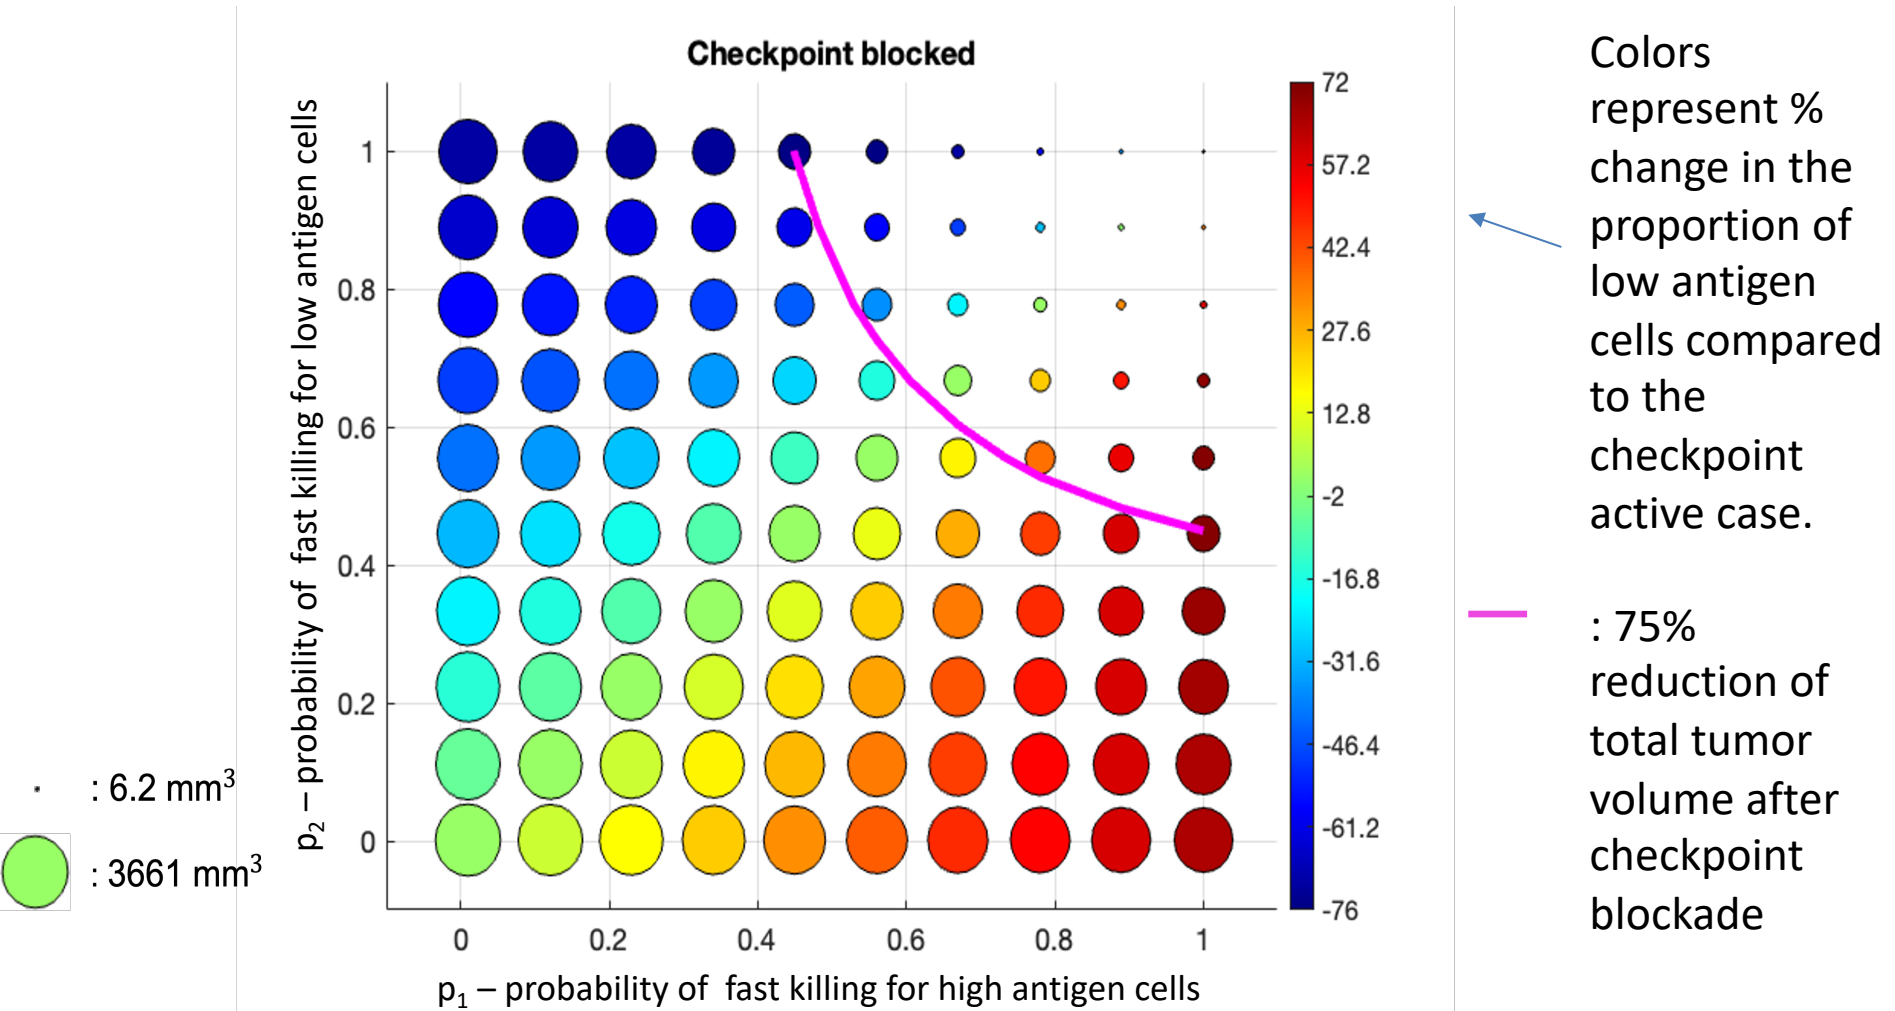 Checkpoint blocked
p₂ – probability of  fast killing for low antigen cells
1
0.8
0.6
0.4
0.2
0
0
0.2
0.4
0.6
0.8
1
p₁ – probability of  fast killing for high antigen cells
72
57.2
42.4
27.6
12.8
-2
-16.8
-31.6
-46.4
-61.2
-76
: 6.2 mm³
: 3661 mm³
Colors
represent %
change in the
proportion of
low antigen
cells compared
to the
checkpoint
active case.
: 75%
reduction of
total tumor
volume after
checkpoint
blockade